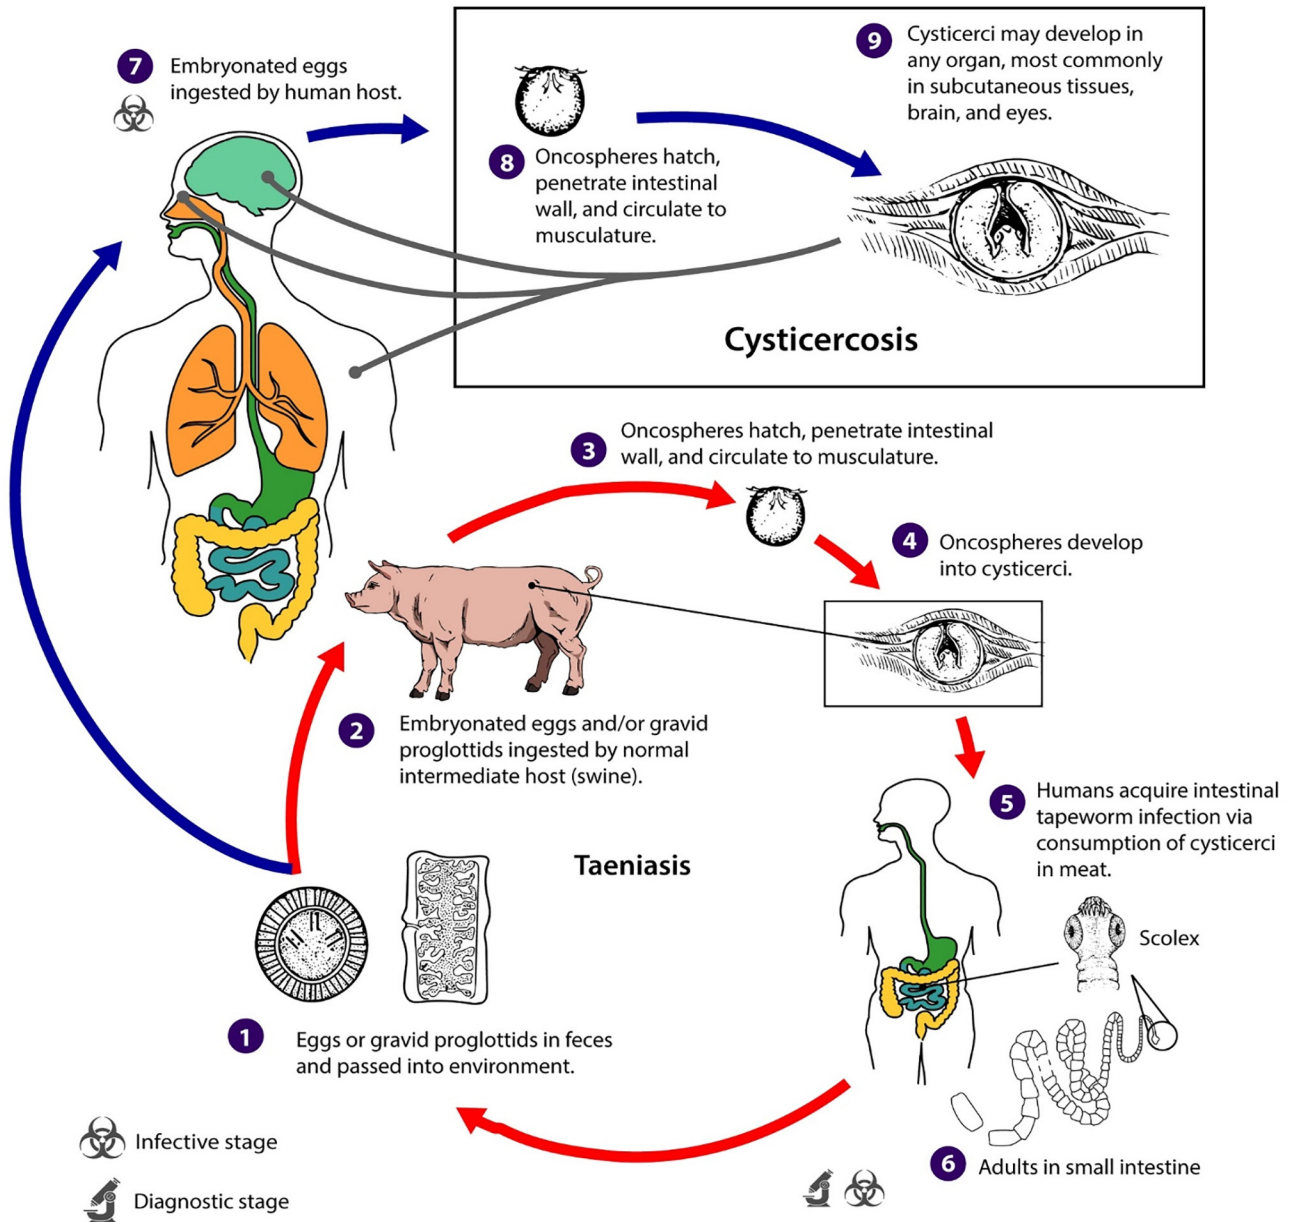 7
Embryonated eggs
ingested by human host.
8
Oncospheres hatch,
penetrate intestinal
wall, and circulate to
musculature.
9
Cysticerci may develop in
any organ, most commonly
in subcutaneous tissues,
brain, and eyes.
Cysticercosis
3
Oncospheres hatch, penetrate intestinal
wall, and circulate to musculature.
4
Oncospheres develop
into cysticerci.
2
Embryonated eggs and/or gravid
proglottids ingested by normal
intermediate host (swine).
5
Humans acquire intestinal
tapeworm infection via
consumption of cysticerci
in meat.
Taeniasis
Scolex
1
Eggs or gravid proglottids in feces
and passed into environment.
6
Adults in small intestine
Infective stage
Diagnostic stage